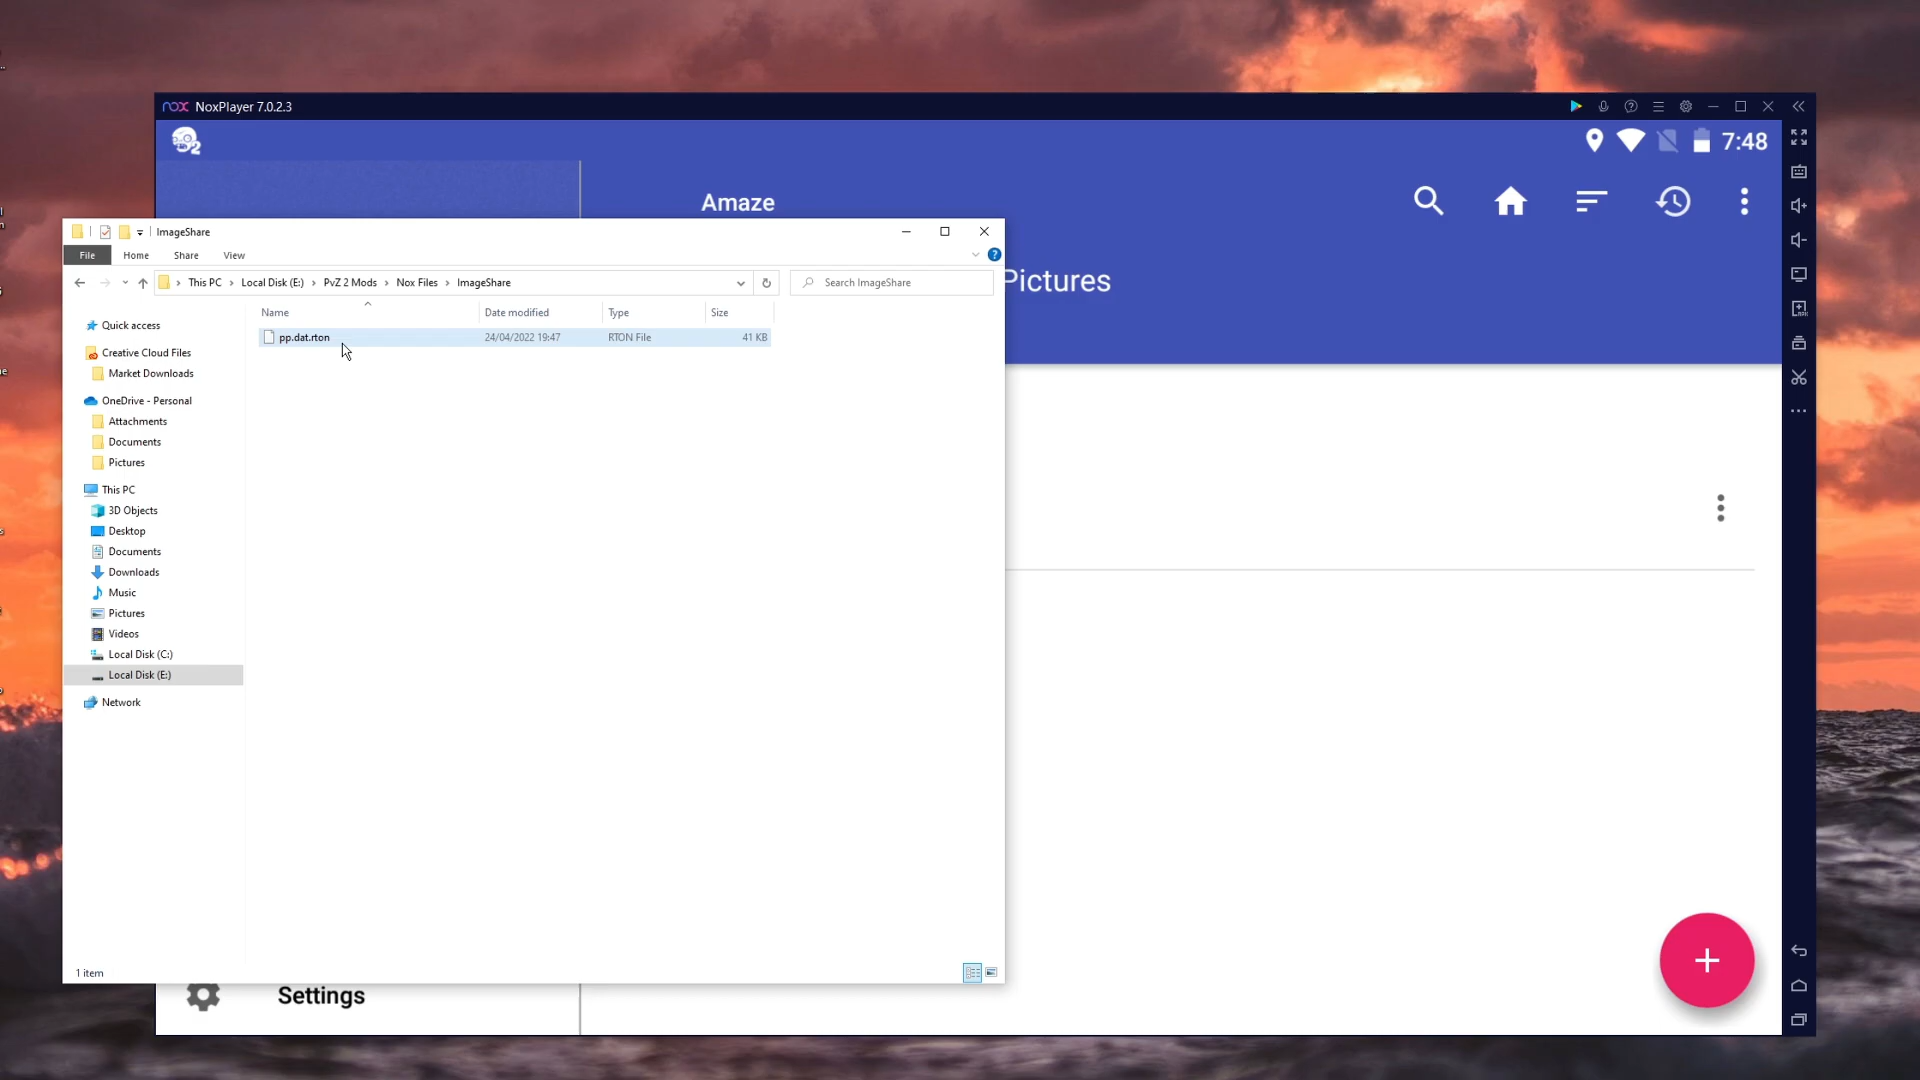 nox NoxPlayer 7.0.2.3
2
7:48
Amaze
Pictures
ImageShare
File Home Share View
This PC Local Disk (E:) PvZ 2 Mods Nox Files ImageShare
Search ImageShare
Name Date modified Type Size
pp.dat.rton 24/04/2022 19:47 RTON File 41 KB
Quick access
Creative Cloud Files
Market Downloads
OneDrive - Personal
Attachments
Documents
Pictures
This PC
3D Objects
Desktop
Documents
Downloads
Music
Pictures
Videos
Local Disk (C:)
Local Disk (E:)
Network
1 item
Settings